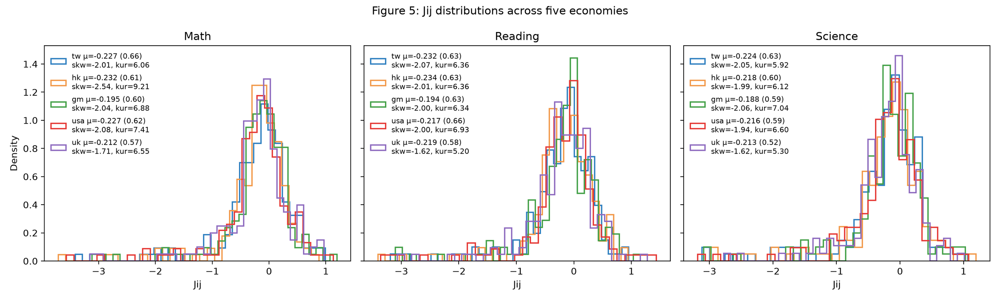 Figure 5: Jij distributions across five economies
Math
tw μ=-0.227 (0.66)
skw=-2.01, kur=6.06
hk μ=-0.232 (0.61)
skw=-2.54, kur=9.21
gm μ=-0.195 (0.60)
skw=-2.04, kur=6.88
usa μ=-0.227 (0.62)
skw=-2.08, kur=7.41
uk μ=-0.212 (0.57)
skw=-1.71, kur=6.55
Density
1.4
1.2
1.0
0.8
0.6
0.4
0.2
0.0
−3 −2 −1 0 1
Jij
Reading
tw μ=-0.232 (0.63)
skw=-2.07, kur=6.36
hk μ=-0.234 (0.63)
skw=-2.01, kur=6.36
gm μ=-0.194 (0.63)
skw=-2.00, kur=6.34
usa μ=-0.217 (0.66)
skw=-2.00, kur=6.93
uk μ=-0.219 (0.58)
skw=-1.62, kur=5.20
−3 −2 −1 0 1
Jij
Science
tw μ=-0.224 (0.63)
skw=-2.05, kur=5.92
hk μ=-0.218 (0.60)
skw=-1.99, kur=6.12
gm μ=-0.188 (0.59)
skw=-2.06, kur=7.04
usa μ=-0.216 (0.59)
skw=-1.94, kur=6.60
uk μ=-0.213 (0.52)
skw=-1.62, kur=5.30
−3 −2 −1 0 1
Jij